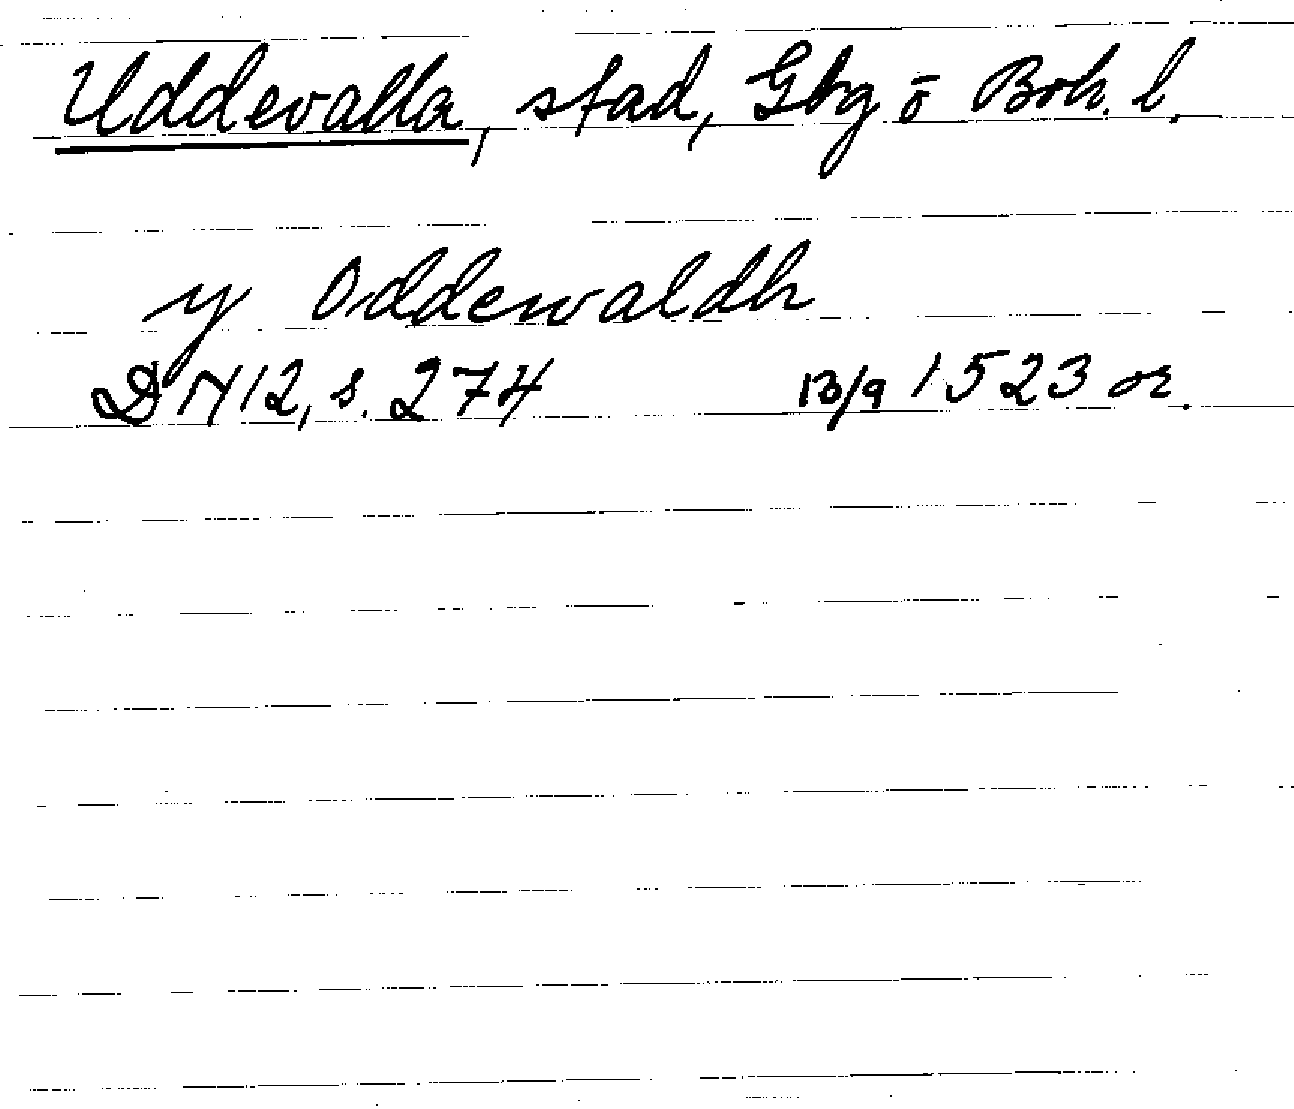 Uddevalla, stad, Gbg ō Boh. l.
y Oddewaldh
DN 12, s. 274 13/9 1523 or.